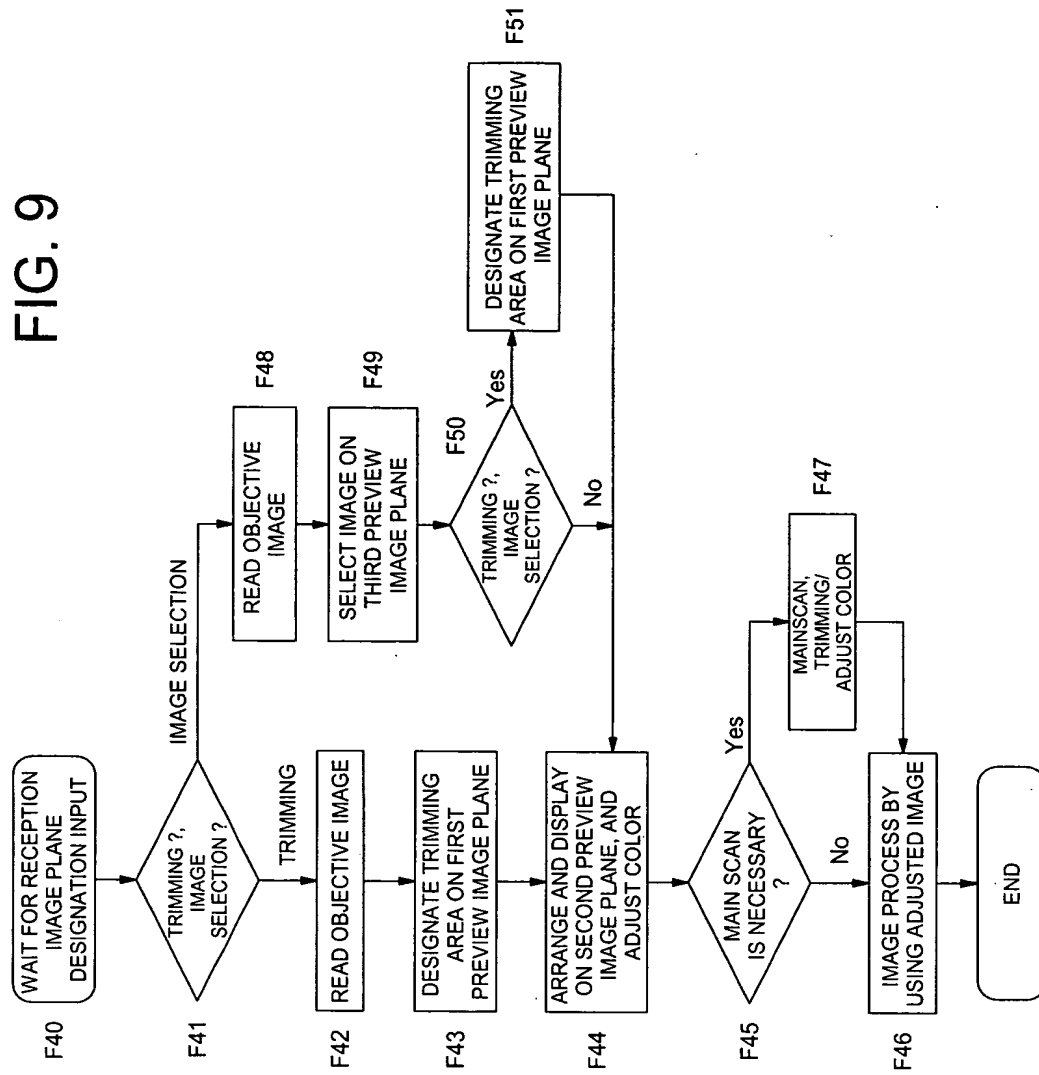 FIG. 9
F40
WAIT FOR RECEPTION
IMAGE PLANE
DESIGNATION INPUT
F41
TRIMMING ?,
IMAGE
SELECTION ?
IMAGE SELECTION
TRIMMING
F42
READ OBJECTIVE IMAGE
F43
DESIGNATE TRIMMING
AREA ON FIRST
PREVIEW IMAGE PLANE
F44
ARRANGE AND DISPLAY
ON SECOND PREVIEW
IMAGE PLANE, AND
ADJUST COLOR
F45
MAIN SCAN
IS NECESSARY
?
Yes
No
F47
MAINSCAN,
TRIMMING/
ADJUST COLOR
F46
IMAGE PROCESS BY
USING ADJUSTED IMAGE
END
F48
READ OBJECTIVE
IMAGE
F49
SELECT IMAGE ON
THIRD PREVIEW
IMAGE PLANE
F50
TRIMMING ?,
IMAGE
SELECTION ?
Yes
No
F51
DESIGNATE TRIMMING
AREA ON FIRST PREVIEW
IMAGE PLANE